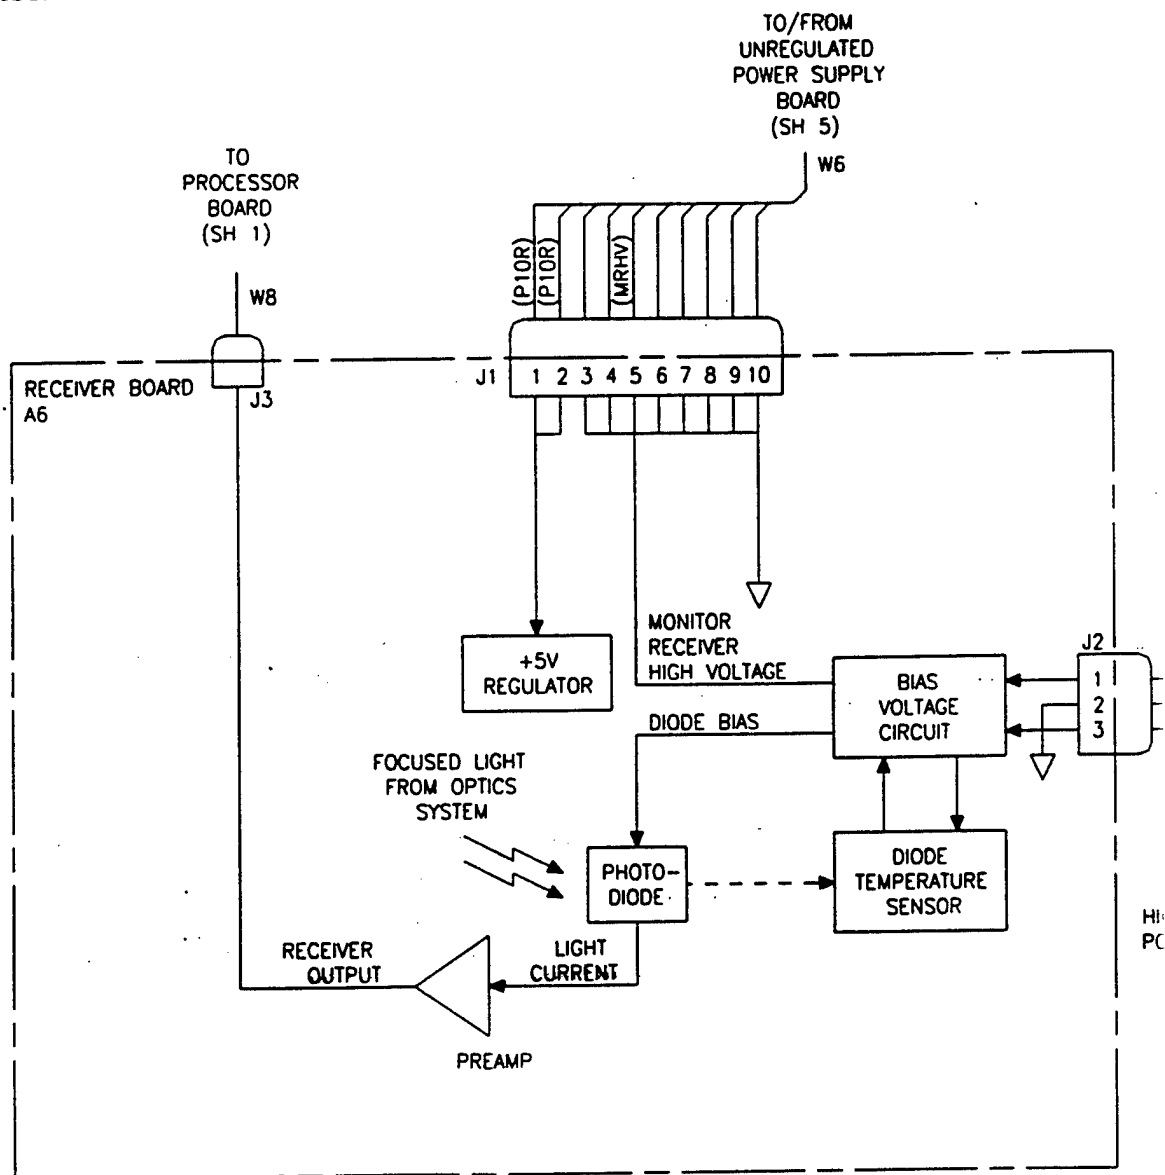 TO/FROM
UNREGULATED
POWER SUPPLY
BOARD
(SH 5)
W6
TO
PROCESSOR
BOARD
(SH 1)
W8
(P10R)
(P10R)
(MRHV)
RECEIVER BOARD
A6
J3
J1 1 2 3 4 5 6 7 8 9 10
+5V
REGULATOR
MONITOR
RECEIVER
HIGH VOLTAGE
DIODE BIAS
BIAS
VOLTAGE
CIRCUIT
J2
1
2
3
FOCUSED LIGHT
FROM OPTICS
SYSTEM
PHOTO-
DIODE
DIODE
TEMPERATURE
SENSOR
RECEIVER
OUTPUT
LIGHT
CURRENT
PREAMP